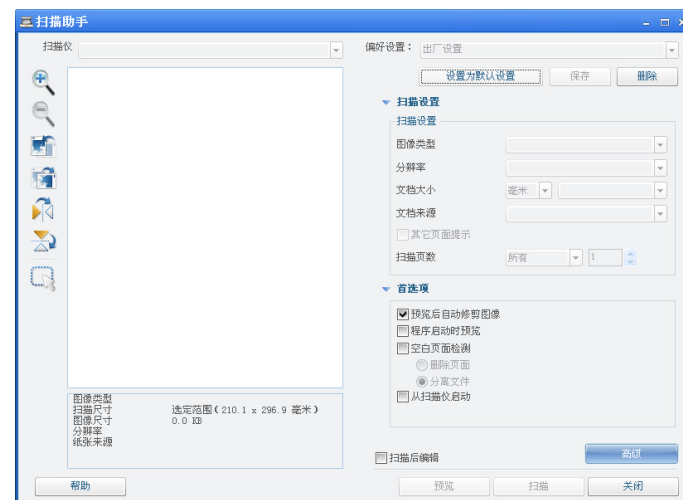 扫描助手
扫描仪
偏好设置： 出厂设置
设置为默认设置 保存 删除
扫描设置
扫描设置
图像类型
分辨率
文档大小 毫米
文档来源
其它页面提示
扫描页数 所有 1
首选项
预览后自动修剪图像
程序启动时预览
空白页面检测
删除页面
分离文件
从扫描仪启动
图像类型
扫描尺寸 选定范围(210.1 x 296.9 毫米)
图像尺寸 0.0 KB
分辨率
纸张来源
扫描后编辑 高级
帮助 预览 扫描 关闭